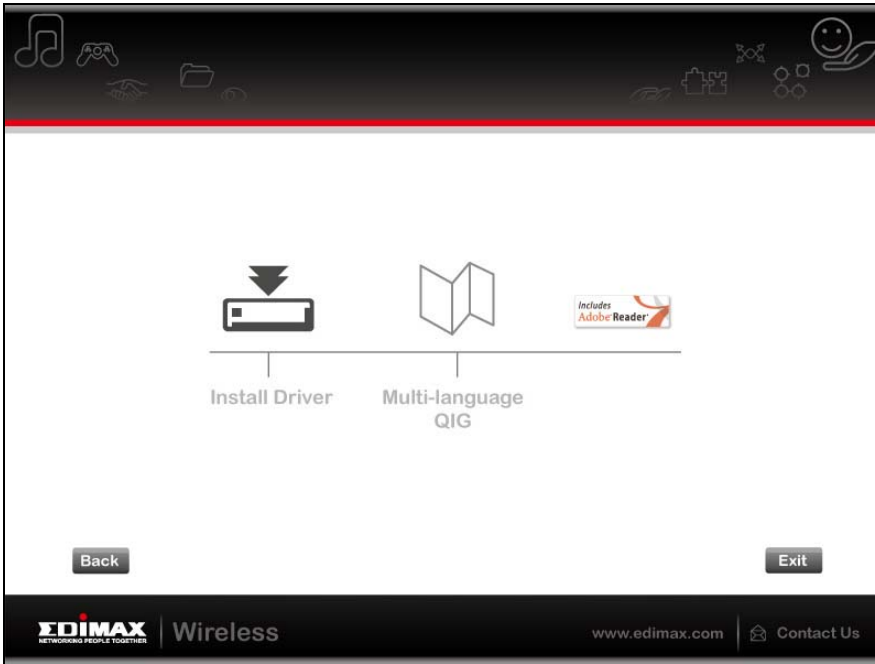 Includes
Adobe Reader
Install Driver
Multi-language
QIG
Back
Exit
EDIMAX
NETWORKING PEOPLE TOGETHER
Wireless
www.edimax.com
Contact Us